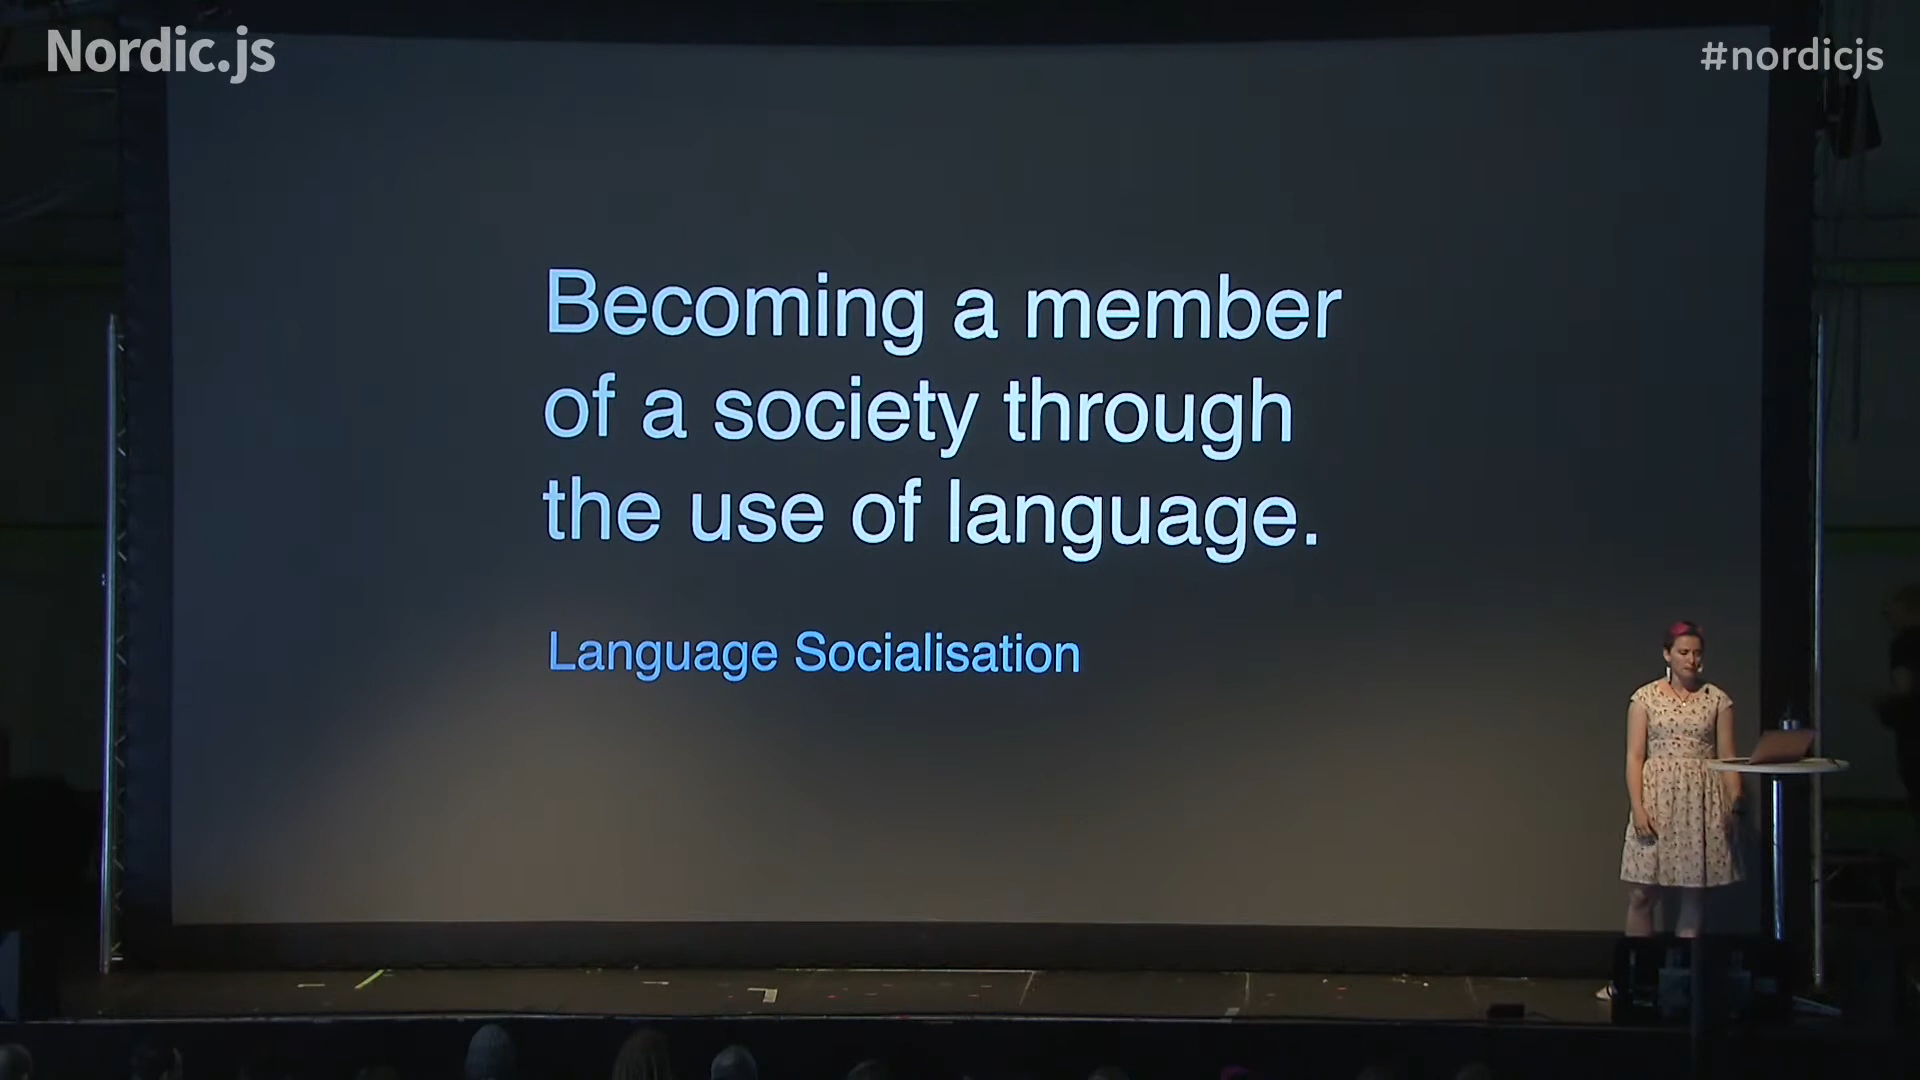 Nordic.js
#nordicjs
Becoming a member
of a society through
the use of language.
Language Socialisation